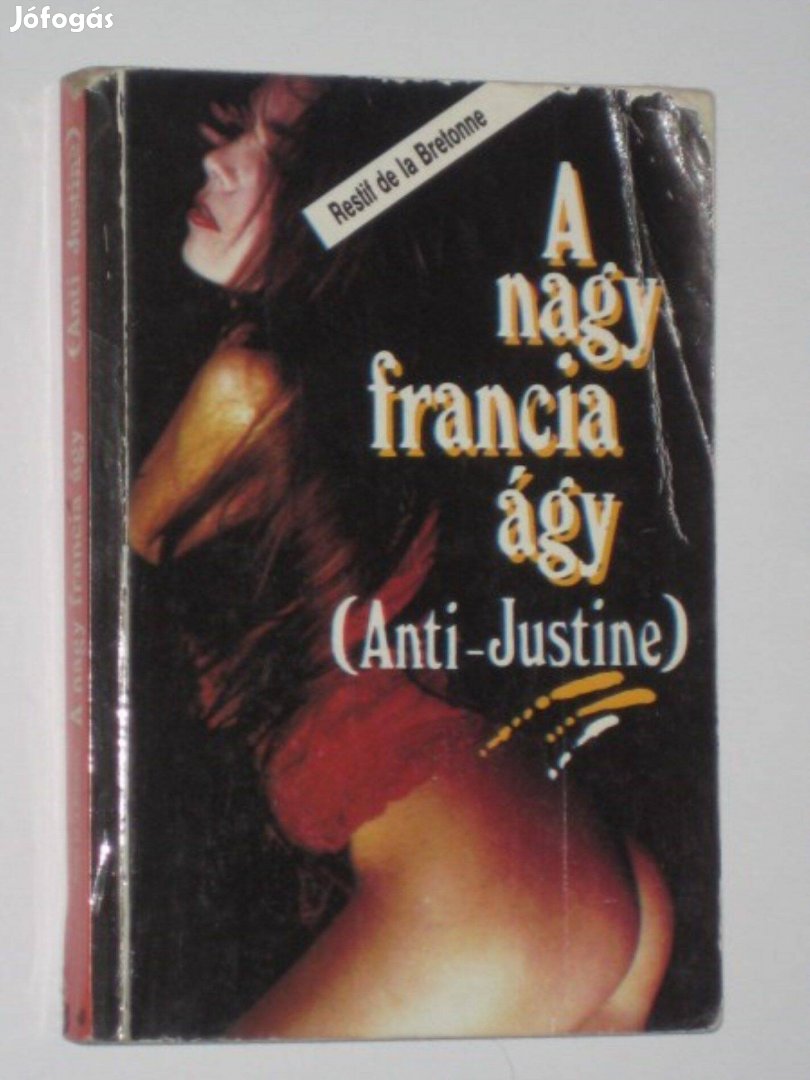 Jófogás
Restif de la Bretonne
A
nagy
francia
ágy
(Anti-Justine)
A nagy francia ágy (Anti Justine)